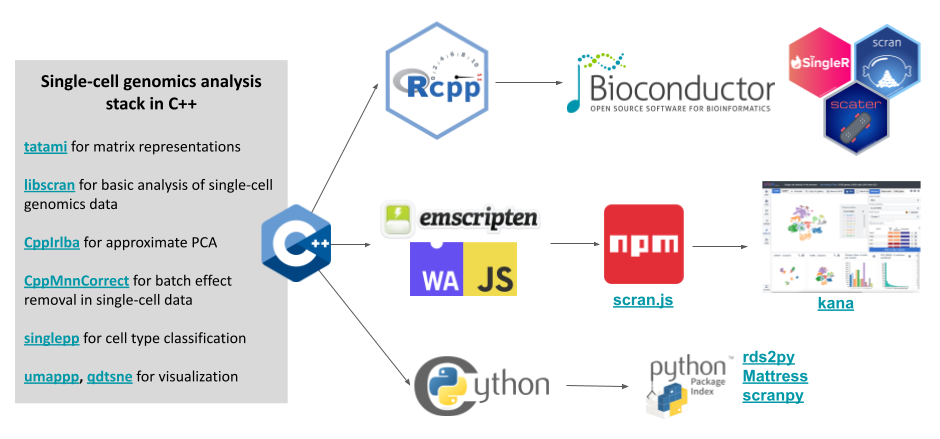 Single-cell genomics analysis
stack in C++
tatami for matrix representations
libscran for basic analysis of single-cell
genomics data
CppIrlba for approximate PCA
CppMnnCorrect for batch effect
removal in single-cell data
singlepp for cell type classification
umappp, qdtsne for visualization
C++
Rcpp
Bioconductor
OPEN SOURCE SOFTWARE FOR BIOINFORMATICS
SingleR
scran
scater
emscripten
WA
JS
npm
scran.js
kana
Cython
python™
Package
Index
rds2py
Mattress
scranpy